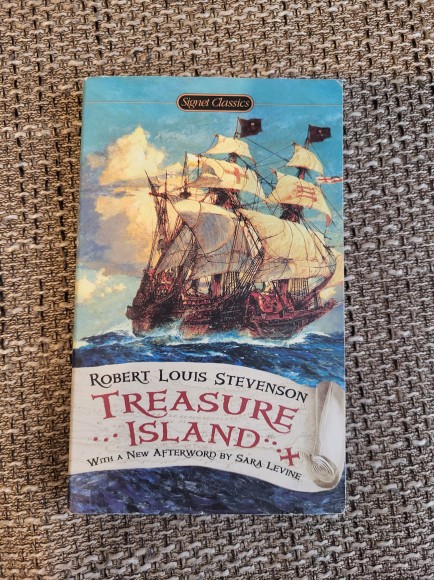 Signet Classics
Robert Louis Stevenson
Treasure
Island
With a New Afterword by Sara Levine